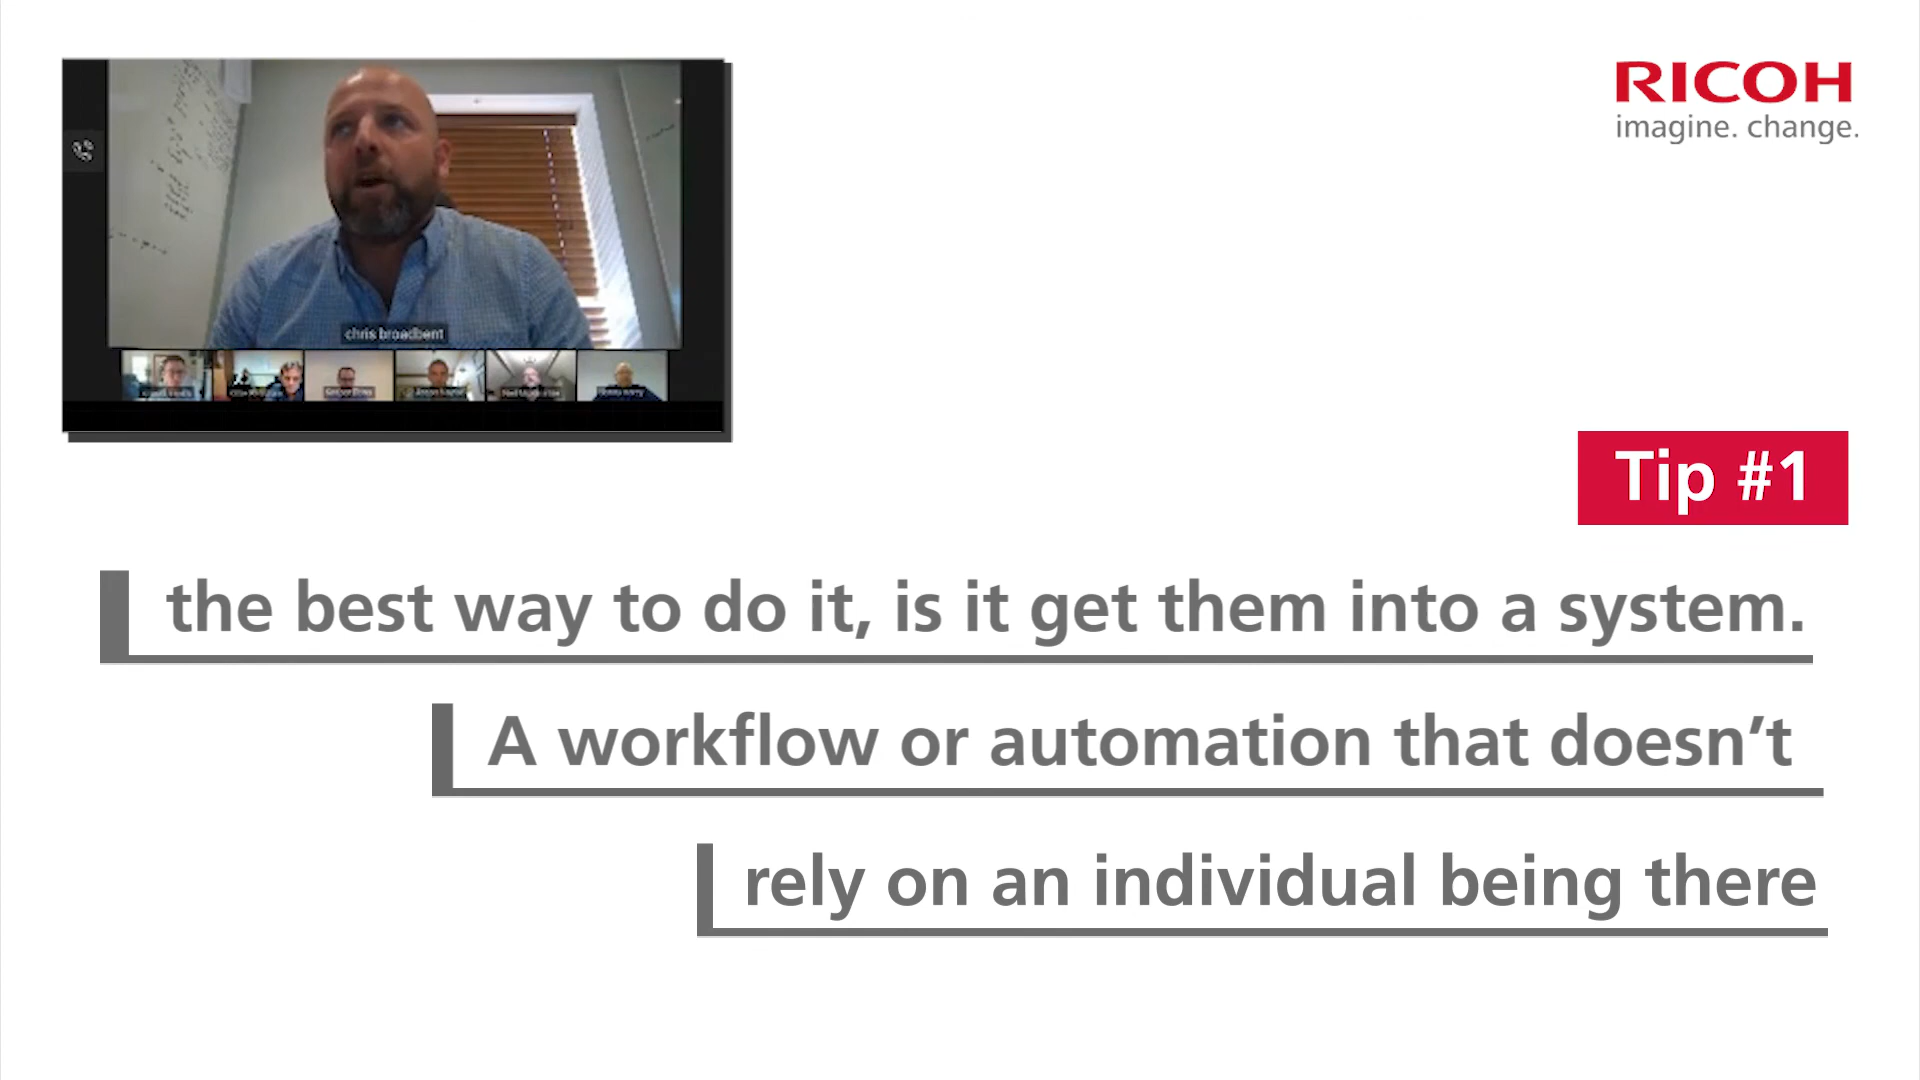 RICOH
imagine. change.
chris broadbent
Tip #1
the best way to do it, is it get them into a system.
A workflow or automation that doesn’t
rely on an individual being there